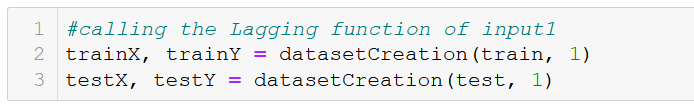 1 #calling the Lagging function of input1
2 trainX, trainY = datasetCreation(train, 1)
3 testX, testY = datasetCreation(test, 1)